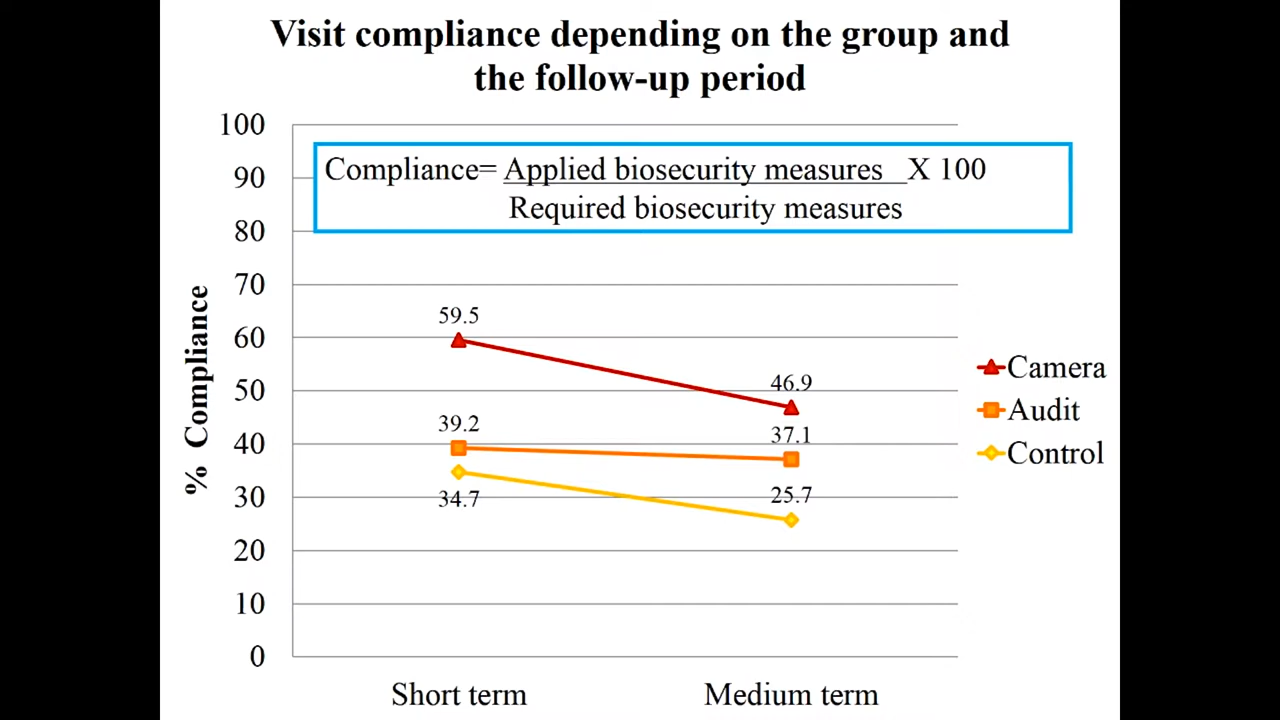 Visit compliance depending on the group and
the follow-up period
100
90
80
70
60
50
40
30
20
10
0
% Compliance
Compliance= Applied biosecurity measures X 100
Required biosecurity measures
59.5
46.9
39.2
37.1
34.7
25.7
Camera
Audit
Control
Short term
Medium term